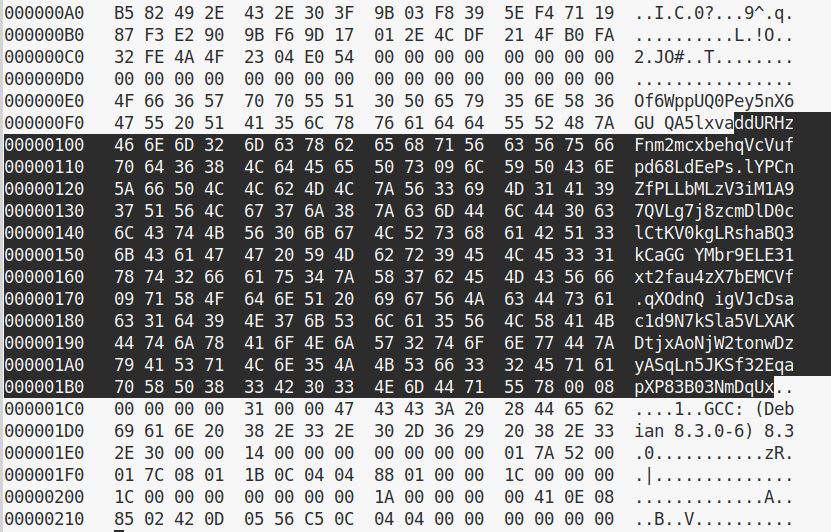 000000A0 B5 82 49 2E 43 2E 30 3F 9B 03 F8 39 5E F4 71 19 ..I.C.0?...9^.q.
000000B0 87 F3 E2 90 9B F6 9D 17 01 2E 4C DF 21 4F B0 FA ..........L.!O..
000000C0 32 FE 4A 4F 23 04 E0 54 00 00 00 00 00 00 00 00 2.JO#..T........
000000D0 00 00 00 00 00 00 00 00 00 00 00 00 00 00 00 00 ................
000000E0 4F 66 36 57 70 70 55 51 30 50 65 79 35 6E 58 36 Of6WppUQ0Pey5nX6
000000F0 47 55 20 51 41 35 6C 78 76 61 64 64 55 52 48 7A GU QA5lxvaddURHz
00000100 46 6E 6D 32 6D 63 78 62 65 68 71 56 63 56 75 66 Fnm2mcxbehqVcVuf
00000110 70 64 36 38 4C 64 45 65 50 73 09 6C 59 50 43 6E pd68LdEePs.lYPCn
00000120 5A 66 50 4C 4C 62 4D 4C 7A 56 33 69 4D 31 41 39 ZfPLLbMLzV3iM1A9
00000130 37 51 56 4C 67 37 6A 38 7A 63 6D 44 6C 44 30 63 7QVLg7j8zcmDlD0c
00000140 6C 43 74 4B 56 30 6B 67 4C 52 73 68 61 42 51 33 lCtKV0kgLRshaBQ3
00000150 6B 43 61 47 47 20 59 4D 62 72 39 45 4C 45 33 31 kCaGG YMbr9ELE31
00000160 78 74 32 66 61 75 34 7A 58 37 62 45 4D 43 56 66 xt2fau4zX7bEMCVf
00000170 09 71 58 4F 64 6E 51 20 69 67 56 4A 63 44 73 61 .qXOdnQ igVJcDsa
00000180 63 31 64 39 4E 37 6B 53 6C 61 35 56 4C 58 41 4B c1d9N7kSla5VLXAK
00000190 44 74 6A 78 41 6F 4E 6A 57 32 74 6F 6E 77 44 7A DtjxAoNjW2tonwDz
000001A0 79 41 53 71 4C 6E 35 4A 4B 53 66 33 32 45 71 61 yASqLn5JKSf32Eqa
000001B0 70 58 50 38 33 42 30 33 4E 6D 44 71 55 78 00 08 pXP83B03NmDqUx..
000001C0 00 00 00 00 31 00 00 47 43 43 3A 20 28 44 65 62 ....1..GCC: (Deb
000001D0 69 61 6E 20 38 2E 33 2E 30 2D 36 29 20 38 2E 33 ian 8.3.0-6) 8.3
000001E0 2E 30 00 00 14 00 00 00 00 00 00 00 01 7A 52 00 .0...........zR.
000001F0 01 7C 08 01 1B 0C 04 04 88 01 00 00 1C 00 00 00 .|..............
00000200 1C 00 00 00 00 00 00 00 1A 00 00 00 00 41 0E 08 .............A..
00000210 85 02 42 0D 05 56 C5 0C 04 04 00 00 00 00 00 00 ..B..V..........